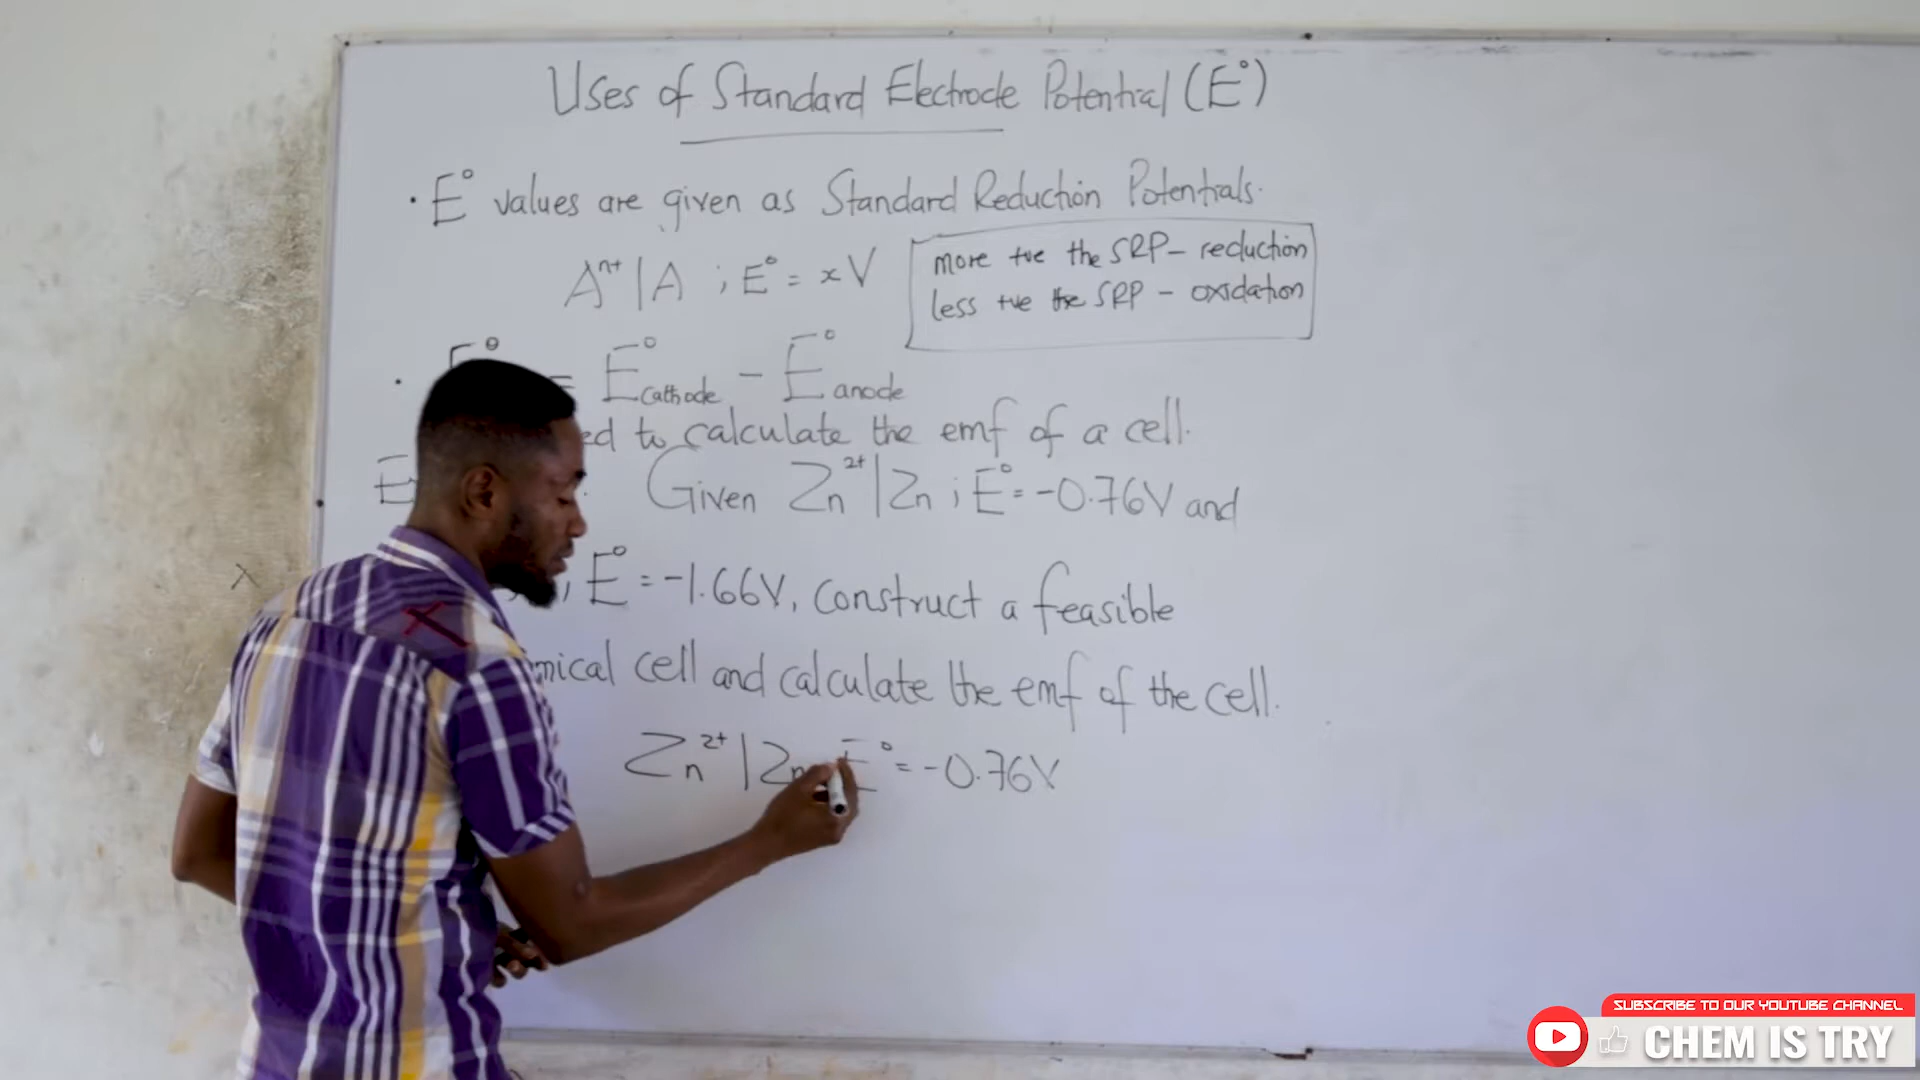 Uses of Standard Electrode Potential (E°)
· E° values are given as Standard Reduction Potentials.
Aⁿ⁺ | A ; E° = x V
more +ve the SRP - reduction
less +ve the SRP - oxidation
· E° = E°cathode - E°anode
to calculate the emf of a cell.
Given Zn²⁺ | Zn ; E° = -0.76V and
E° = -1.66V, construct a feasible
cell and calculate the emf of the cell.
Zn²⁺ | Zn E° = -0.76V
SUBSCRIBE TO OUR YOUTUBE CHANNEL
CHEM IS TRY